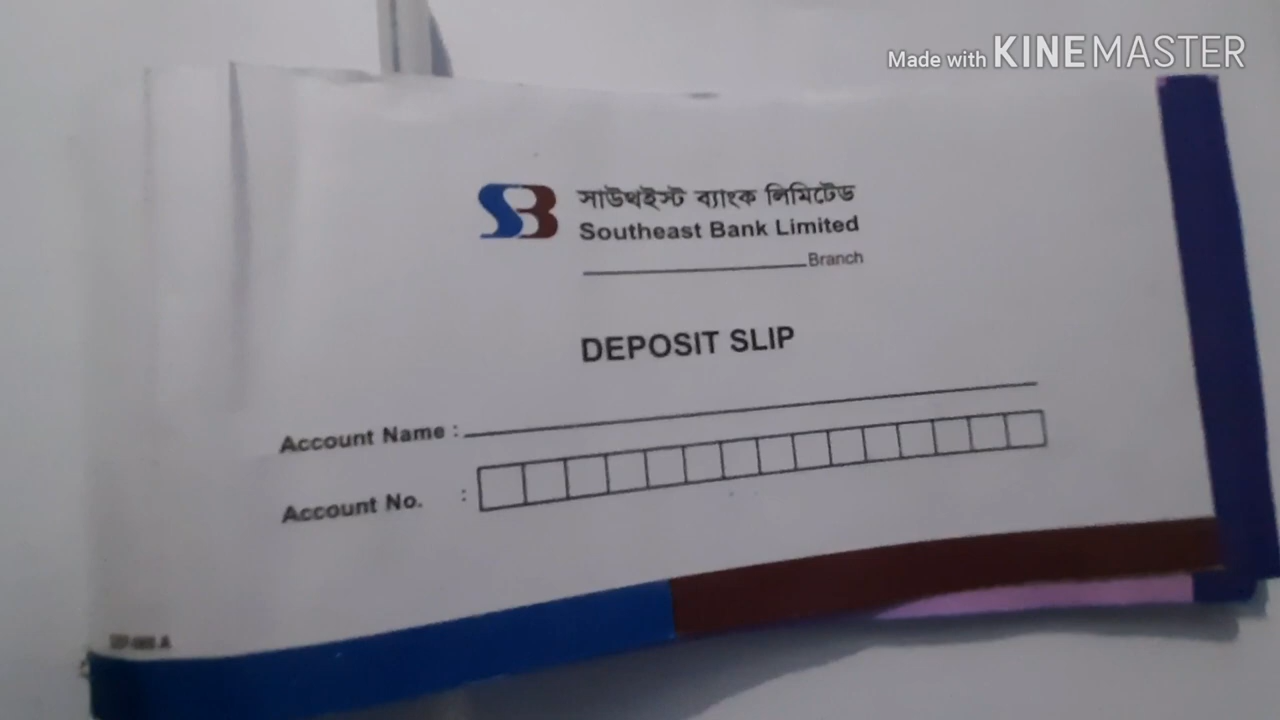 Made with KINEMASTER
সাউথইস্ট ব্যাংক লিমিটেড
Southeast Bank Limited
Branch
DEPOSIT SLIP
Account Name :
Account No. :